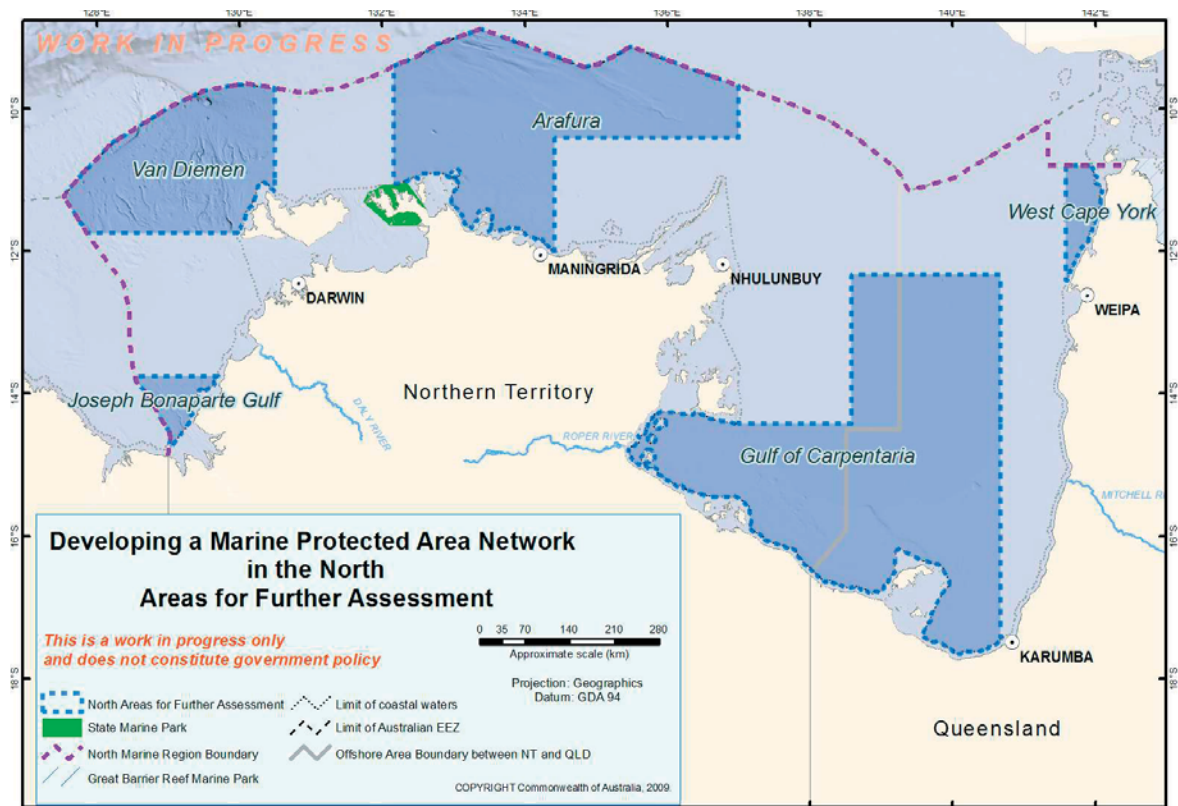 128°E 130°E 132°E 134°E 136°E 138°E 140°E 142°E
WORK IN PROGRESS
10°S 10°S
Arafura
Van Diemen
West Cape York
12°S 12°S
MANINGRIDA
NHULUNBUY
DARWIN
WEIPA
14°S 14°S
Joseph Bonaparte Gulf
Northern Territory
DALY RIVER
ROPER RIVER
Gulf of Carpentaria
MITCHELL RI
16°S 16°S
Developing a Marine Protected Area Network
in the North
Areas for Further Assessment
This is a work in progress only
and does not constitute government policy
0 35 70 140 210 280
Approximate scale (km)
Projection: Geographics
Datum: GDA 94
KARUMBA
18°S 18°S
North Areas for Further Assessment
Limit of coastal waters
State Marine Park
Limit of Australian EEZ
North Marine Region Boundary
Offshore Area Boundary between NT and QLD
Great Barrier Reef Marine Park
COPYRIGHT Commonwealth of Australia, 2009.
Queensland